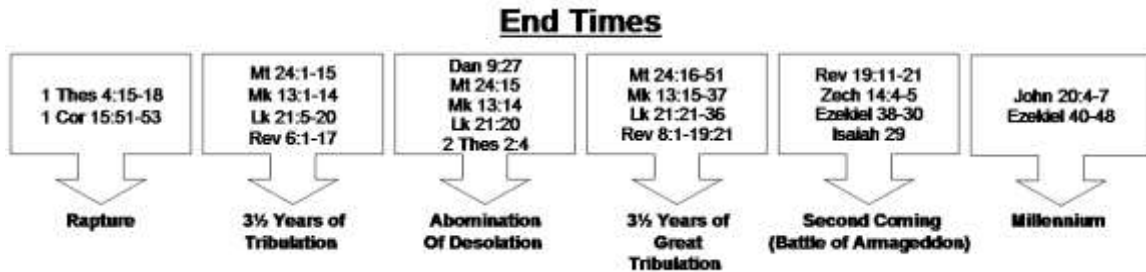 End Times
1 Thes 4:15-18
1 Cor 15:51-53
Rapture
Mt 24:1-15
Mk 13:1-14
Lk 21:5-20
Rev 6:1-17
3½ Years of
Tribulation
Dan 9:27
Mt 24:15
Mk 13:14
Lk 21:20
2 Thes 2:4
Abomination
Of Desolation
Mt 24:16-51
Mk 13:15-37
Lk 21:21-36
Rev 8:1-19:21
3½ Years of
Great
Tribulation
Rev 19:11-21
Zech 14:4-5
Ezekiel 38-30
Isaiah 29
Second Coming
(Battle of Armageddon)
John 20:4-7
Ezekiel 40-48
Millennium